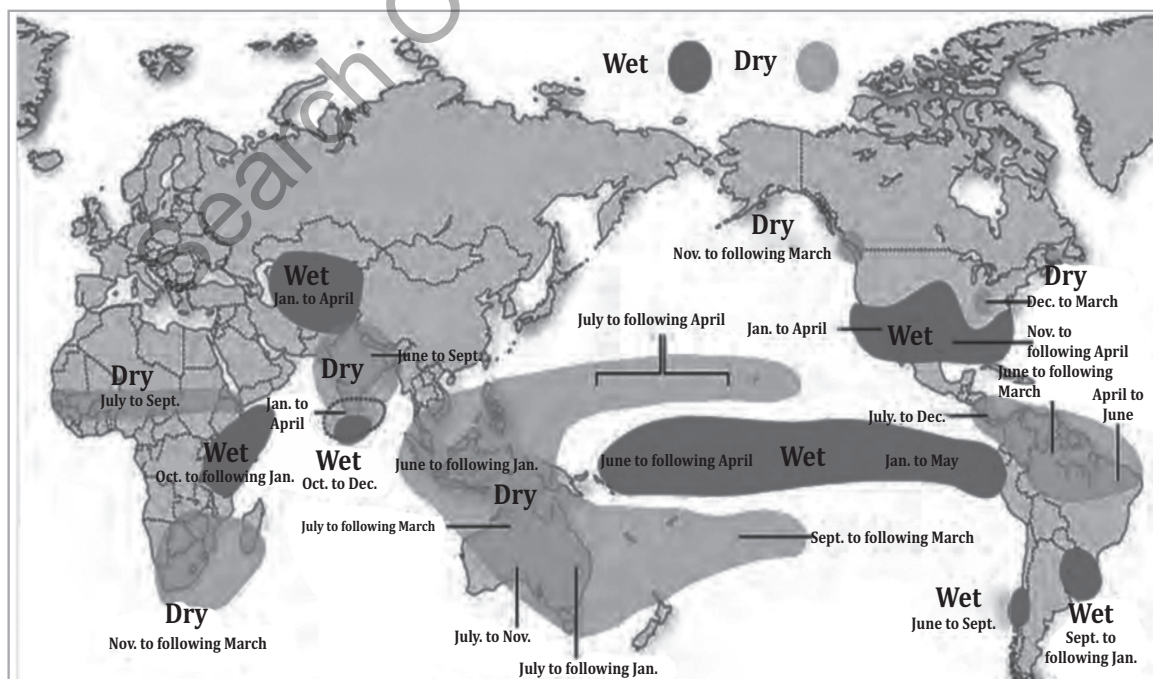 Search O
Wet
Dry
Dry
Nov. to following March
Wet
Jan. to April
Dry
Dec. to March
July to following April
Jan. to April
Wet
Nov. to
following April
June to following
March
June to Sept.
Dry
Dry
July to Sept.
Jan. to
April
April to
June
July. to Dec.
Wet
Oct. to following Jan.
Wet
Oct. to Dec.
June to following Jan.
Dry
June to following April
Wet
Jan. to May
July to following March
Sept. to following March
Dry
Nov. to following March
July. to Nov.
July to following Jan.
Wet
June to Sept.
Wet
Sept. to
following Jan.